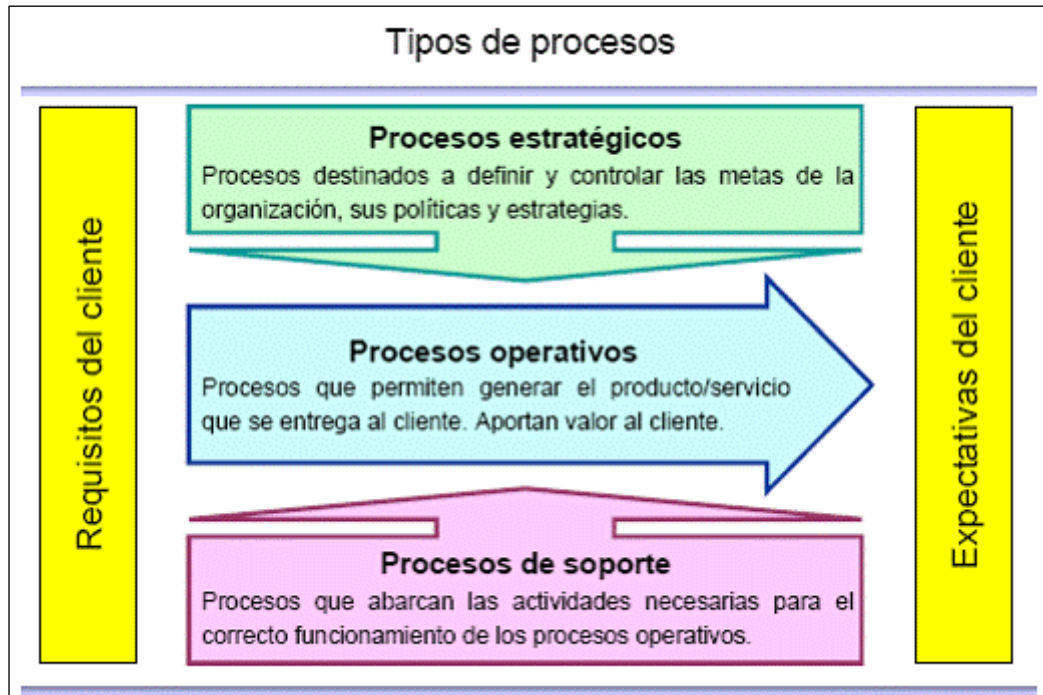 Tipos de procesos
Requisitos del cliente
Procesos estratégicos
Procesos destinados a definir y controlar las metas de la
organización, sus políticas y estrategias.
Procesos operativos
Procesos que permiten generar el producto/servicio
que se entrega al cliente. Aportan valor al cliente.
Procesos de soporte
Procesos que abarcan las actividades necesarias para el
correcto funcionamiento de los procesos operativos.
Expectativas del cliente